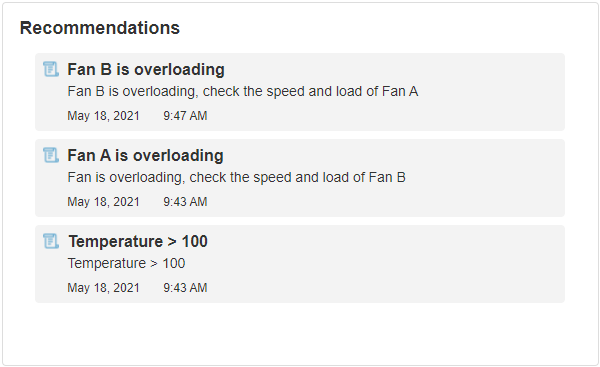 Recommendations
Fan B is overloading
Fan B is overloading, check the speed and load of Fan A
May 18, 2021 9:47 AM
Fan A is overloading
Fan is overloading, check the speed and load of Fan B
May 18, 2021 9:43 AM
Temperature > 100
Temperature > 100
May 18, 2021 9:43 AM